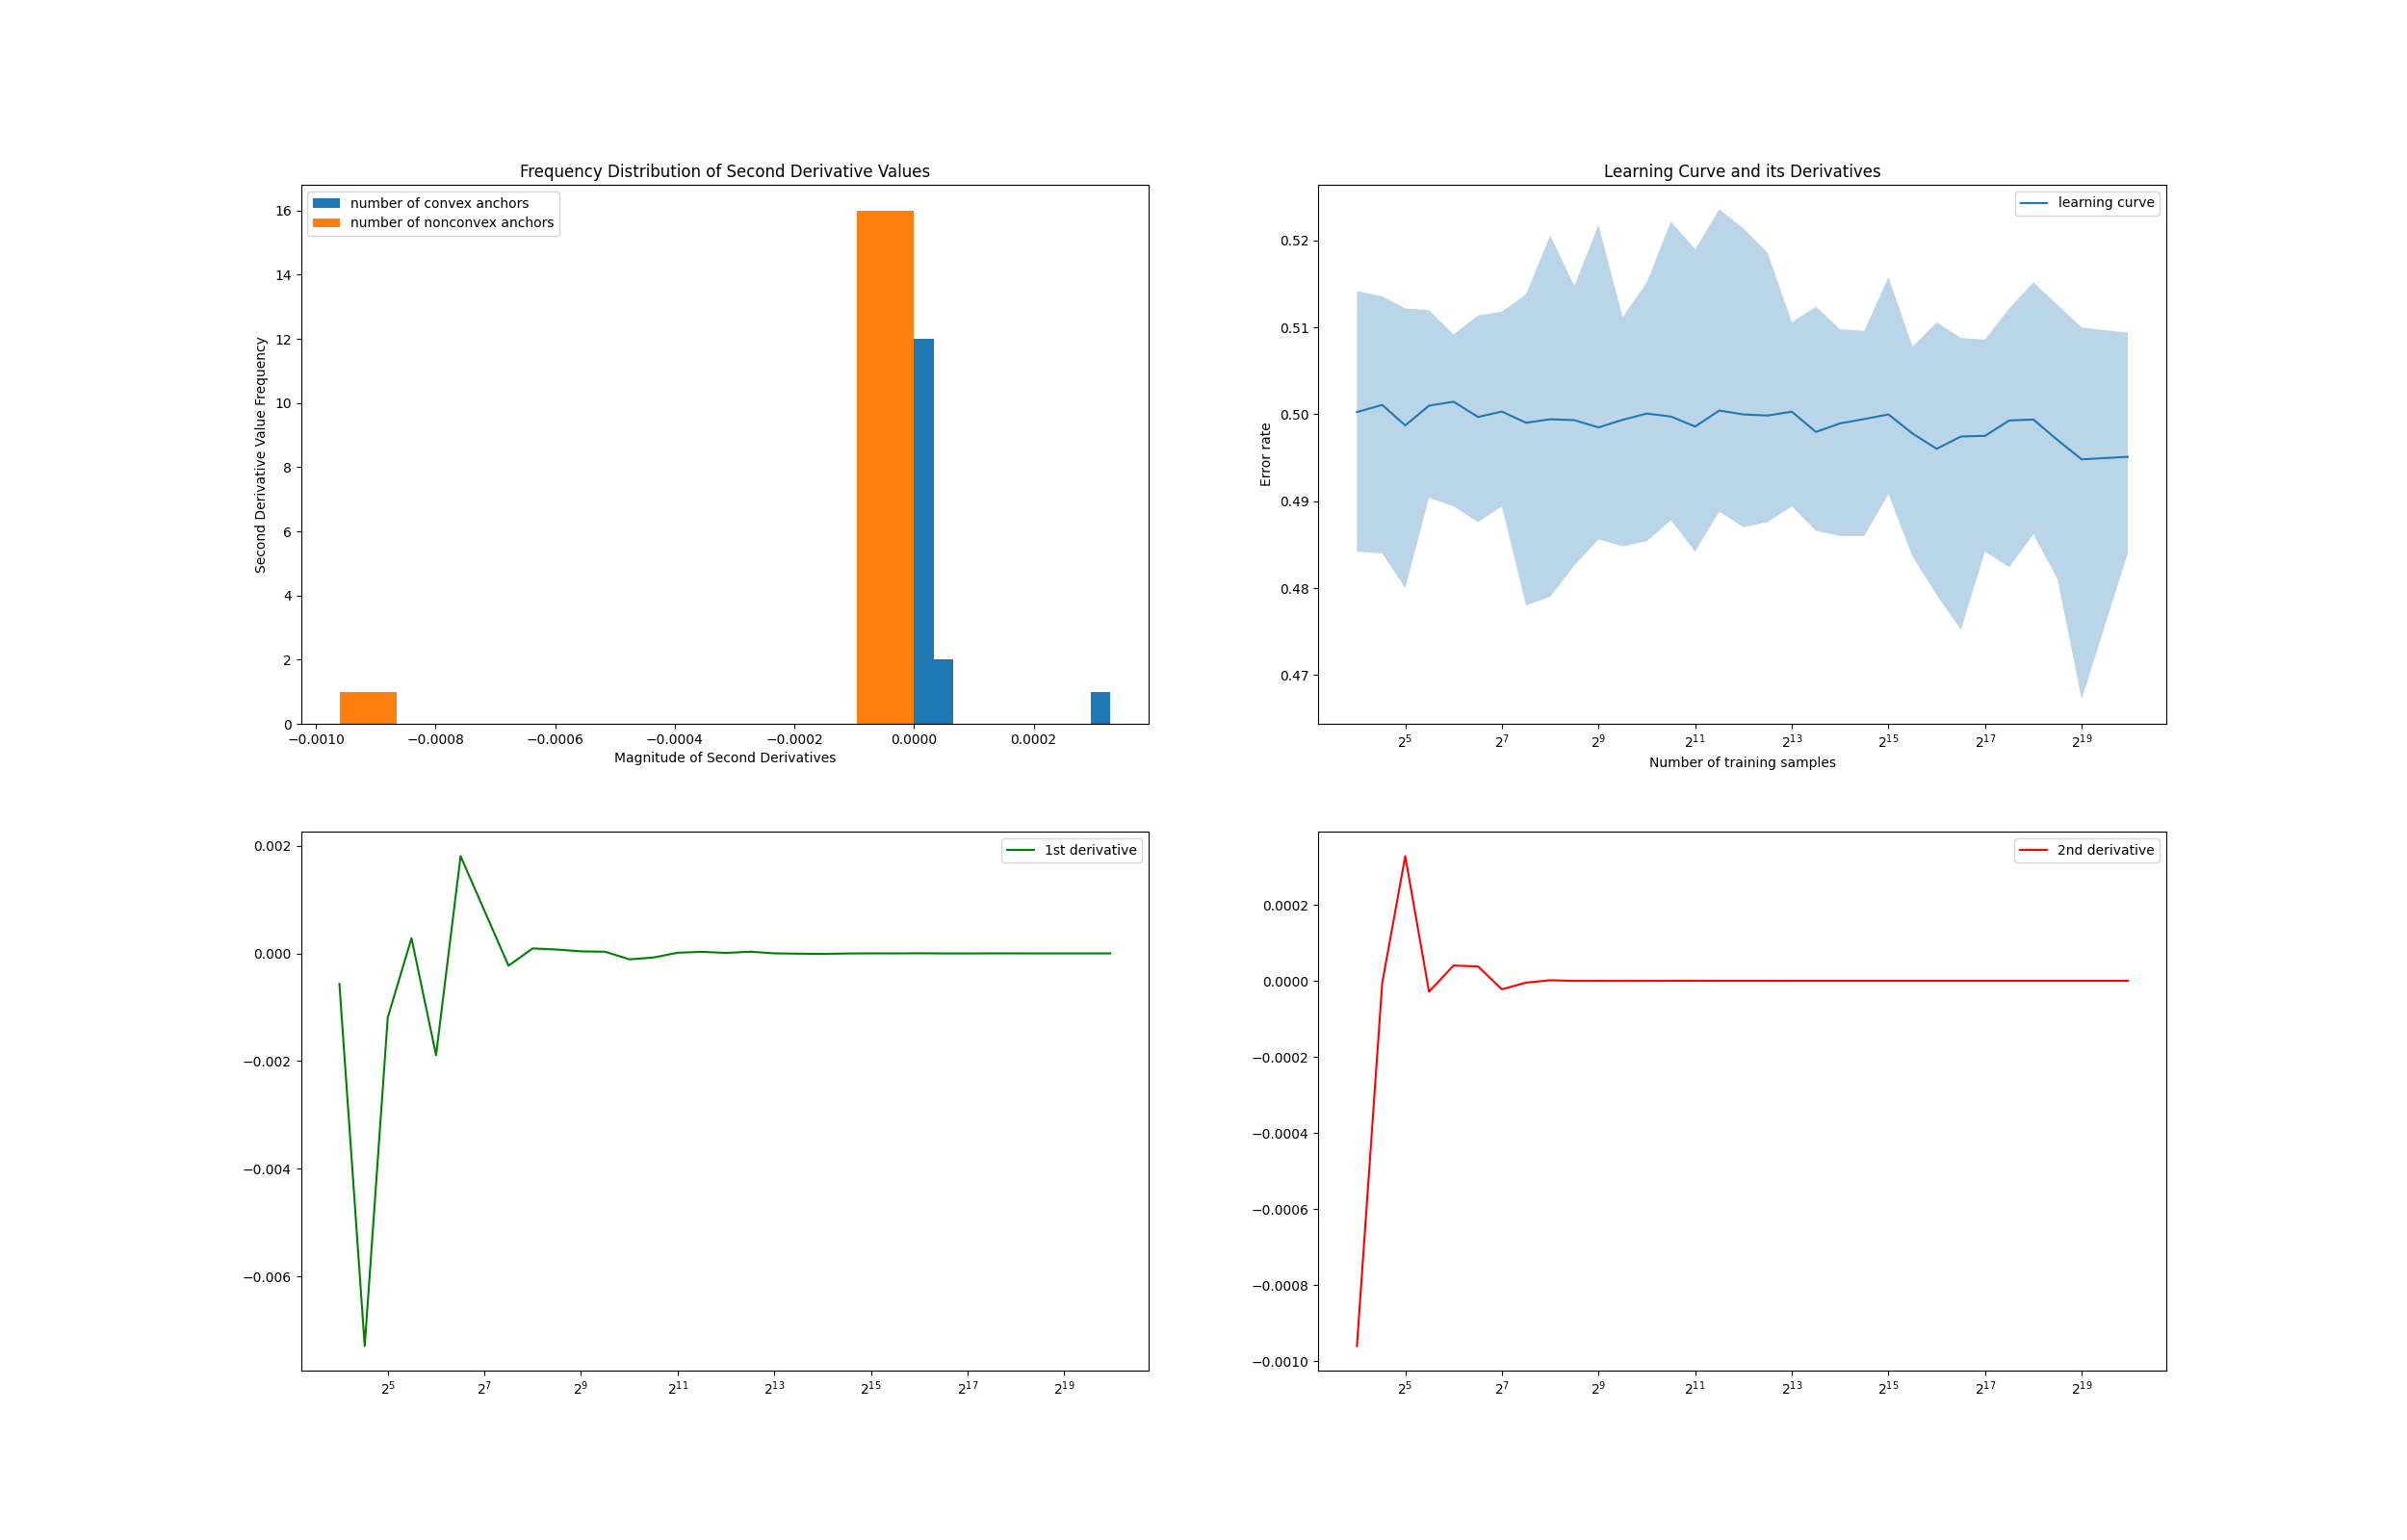 Frequency Distribution of Second Derivative Values
number of convex anchors
number of nonconvex anchors
Second Derivative Value Frequency
16
14
12
10
8
6
4
2
0
−0.0010 −0.0008 −0.0006 −0.0004 −0.0002 0.0000 0.0002
Magnitude of Second Derivatives
Learning Curve and its Derivatives
learning curve
Error rate
0.52
0.51
0.50
0.49
0.48
0.47
2^5 2^7 2^9 2^11 2^13 2^15 2^17 2^19
Number of training samples
1st derivative
0.002
0.000
−0.002
−0.004
−0.006
2^5 2^7 2^9 2^11 2^13 2^15 2^17 2^19
2nd derivative
0.0002
0.0000
−0.0002
−0.0004
−0.0006
−0.0008
−0.0010
2^5 2^7 2^9 2^11 2^13 2^15 2^17 2^19